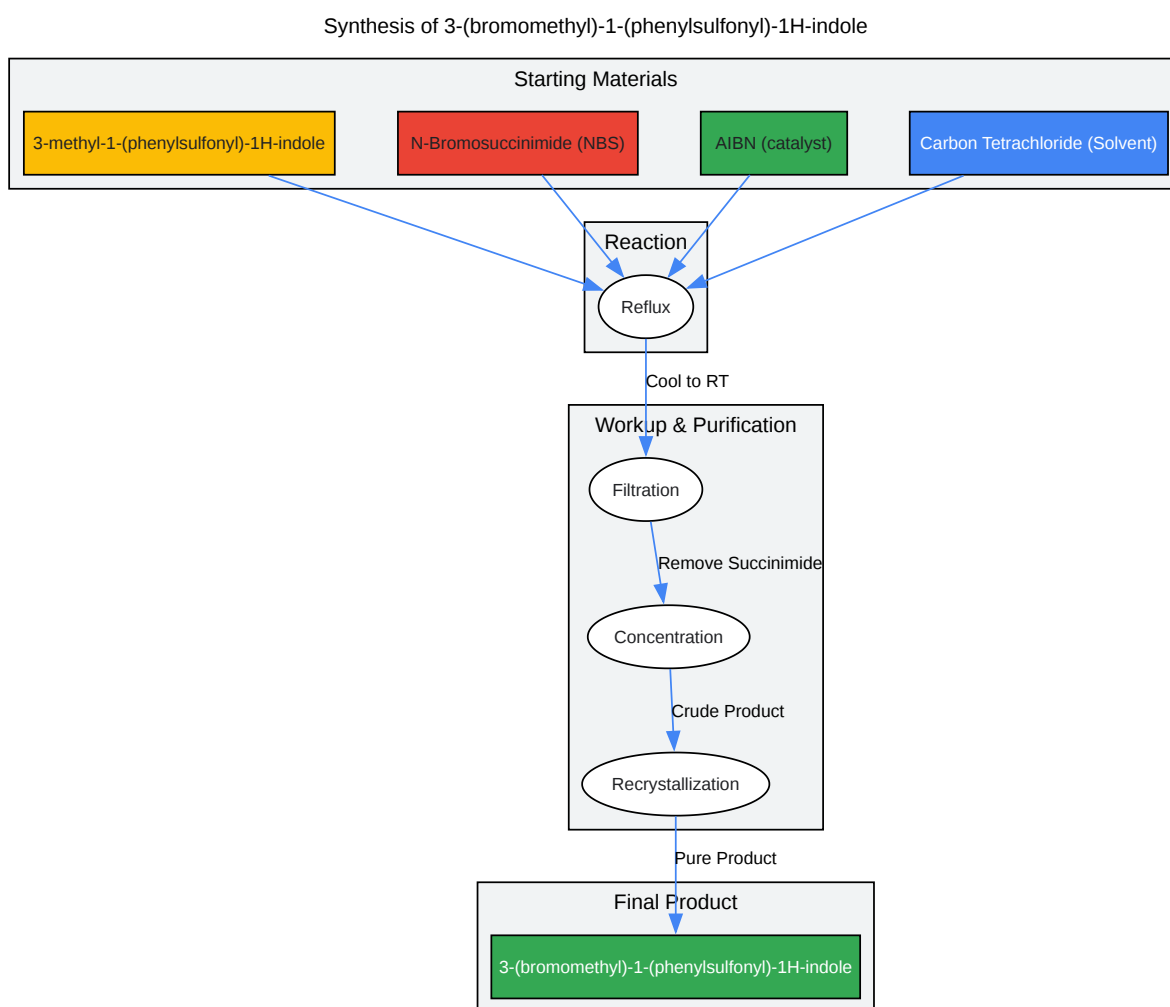 Synthesis of 3-(bromomethyl)-1-(phenylsulfonyl)-1H-indole
Starting Materials
3-methyl-1-(phenylsulfonyl)-1H-indole
N-Bromosuccinimide (NBS)
AIBN (catalyst)
Carbon Tetrachloride (Solvent)
Reaction
Reflux
Cool to RT
Workup & Purification
Filtration
Remove Succinimide
Concentration
Crude Product
Recrystallization
Pure Product
Final Product
3-(bromomethyl)-1-(phenylsulfonyl)-1H-indole